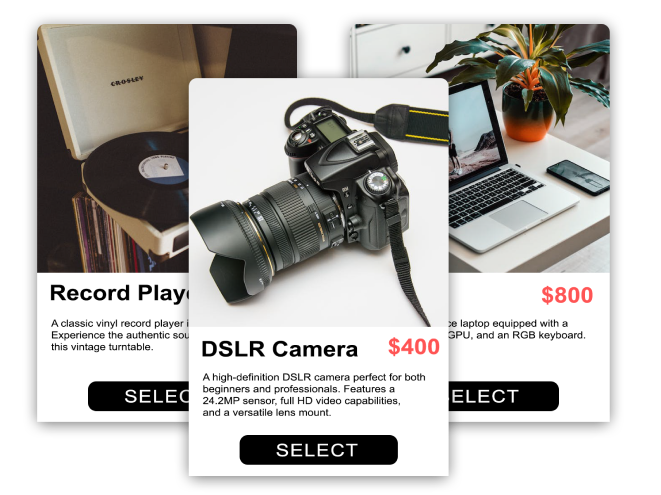 CROSLEY
Record Playe
A classic vinyl record player i
Experience the authentic sou
this vintage turntable.
SELEC
DSLR Camera $400
A high-definition DSLR camera perfect for both
beginners and professionals. Features a
24.2MP sensor, full HD video capabilities,
and a versatile lens mount.
SELECT
$800
ce laptop equipped with a
GPU, and an RGB keyboard.
ELECT